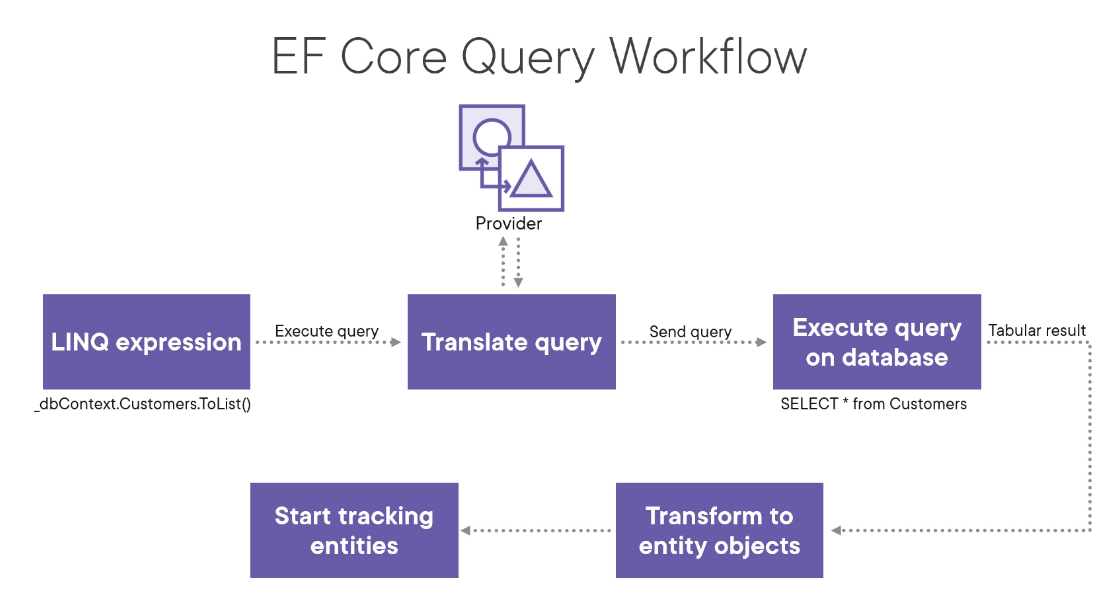 EF Core Query Workflow
Provider
LINQ expression
Execute query
Translate query
Send query
Execute query
on database
Tabular result
_dbContext.Customers.ToList()
SELECT * from Customers
Start tracking
entities
Transform to
entity objects